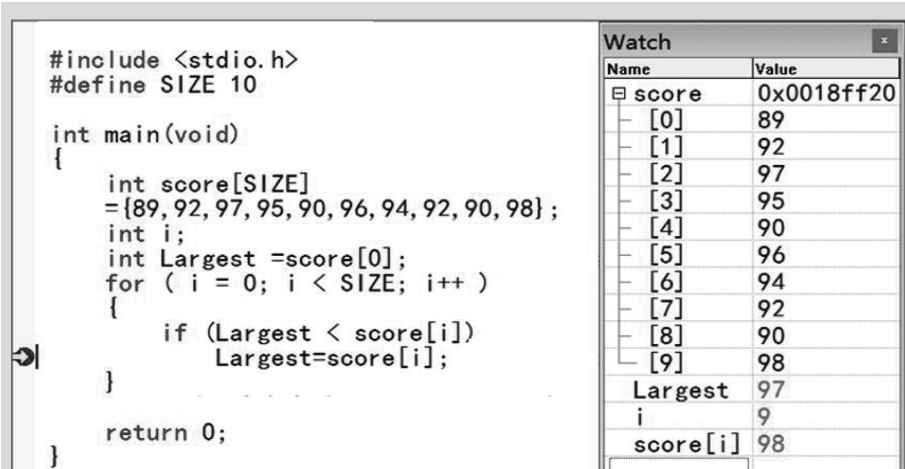 #include <stdio.h>
#define SIZE 10
int main(void)
{
int score[SIZE]
={89,92,97,95,90,96,94,92,90,98};
int i;
int Largest =score[0];
for ( i = 0; i < SIZE; i++ )
{
if (Largest < score[i])
Largest=score[i];
}
return 0;
}
Watch
Name Value
score 0x0018ff20
[0] 89
[1] 92
[2] 97
[3] 95
[4] 90
[5] 96
[6] 94
[7] 92
[8] 90
[9] 98
Largest 97
i 9
score[i] 98